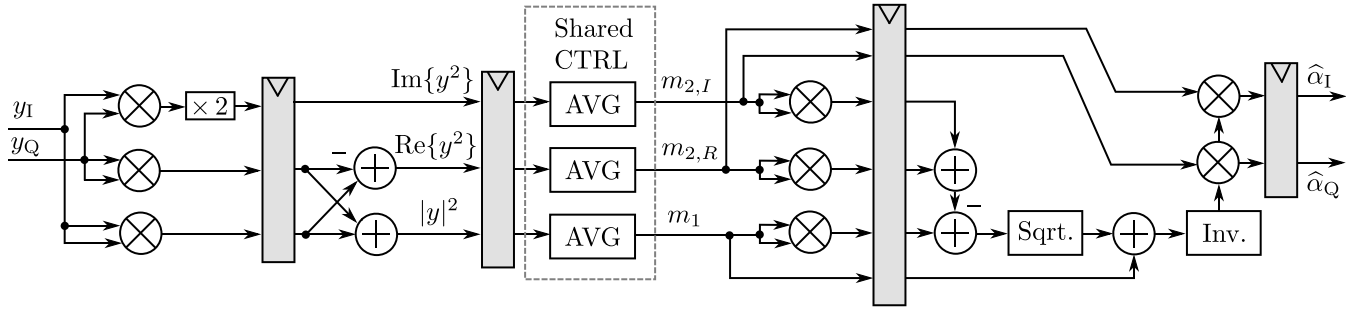 Shared
CTRL
y_I
y_Q
× 2
−
Im{y²}
Re{y²}
|y|²
AVG
AVG
AVG
m_{2,I}
m_{2,R}
m_1
−
Sqrt.
Inv.
α̂_I
α̂_Q